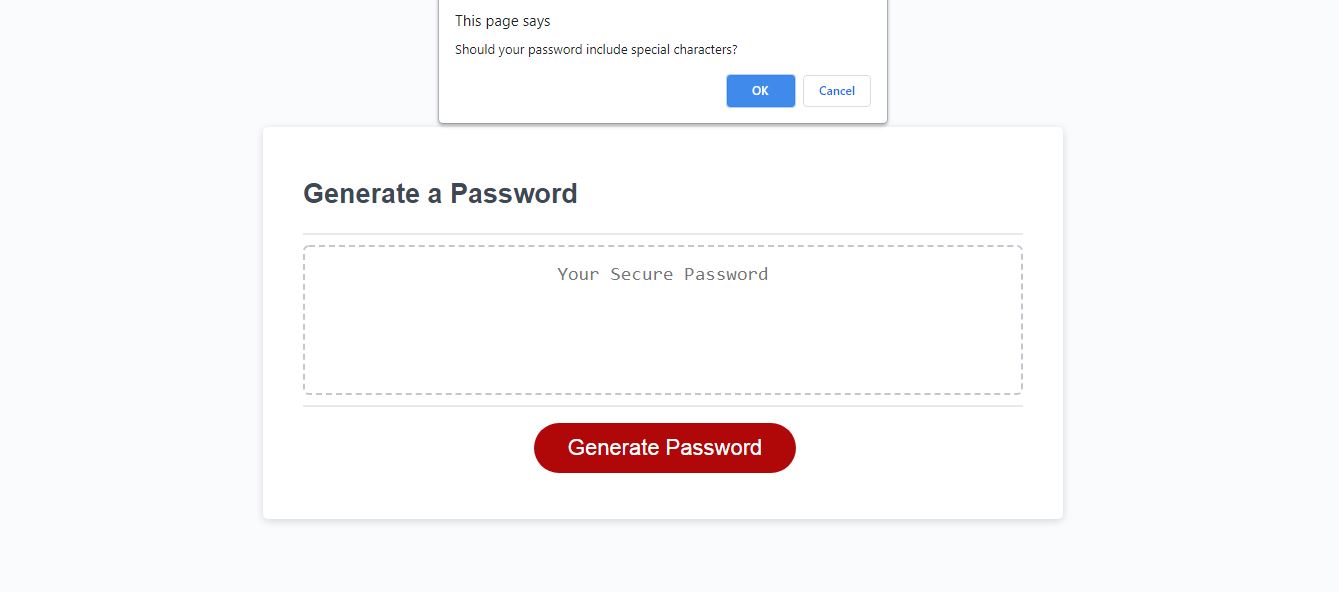 This page says
Should your password include special characters?
OK
Cancel
Generate a Password
Your Secure Password
Generate Password